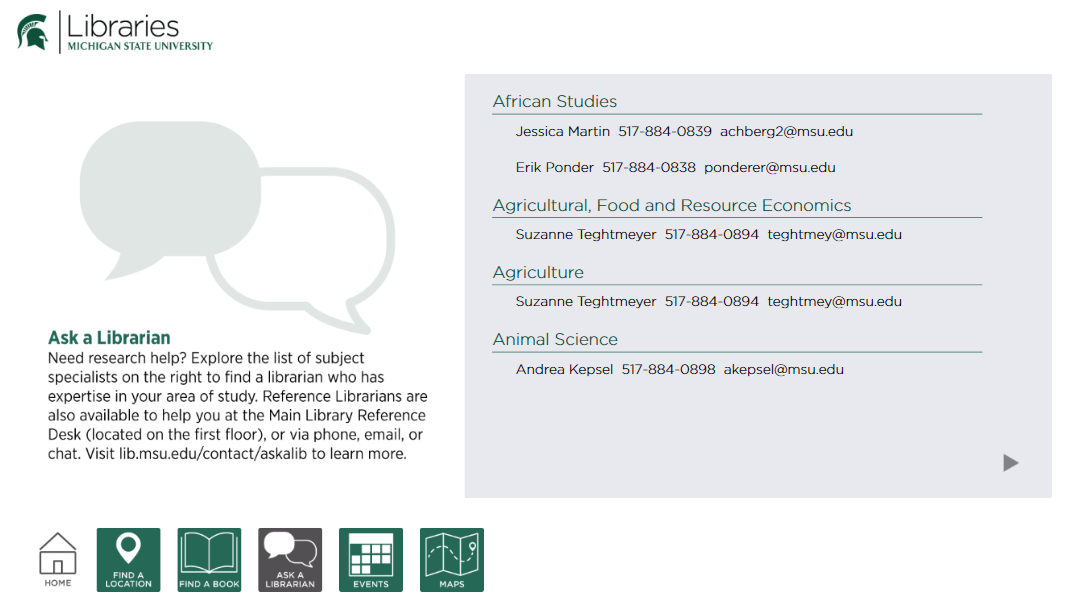 Libraries
MICHIGAN STATE UNIVERSITY
Ask a Librarian
Need research help? Explore the list of subject
specialists on the right to find a librarian who has
expertise in your area of study. Reference Librarians are
also available to help you at the Main Library Reference
Desk (located on the first floor), or via phone, email, or
chat. Visit lib.msu.edu/contact/askalib to learn more.
African Studies
Jessica Martin 517-884-0839 achberg2@msu.edu
Erik Ponder 517-884-0838 ponderer@msu.edu
Agricultural, Food and Resource Economics
Suzanne Teghtmeyer 517-884-0894 teghtmey@msu.edu
Agriculture
Suzanne Teghtmeyer 517-884-0894 teghtmey@msu.edu
Animal Science
Andrea Kepsel 517-884-0898 akepsel@msu.edu
HOME
FIND A
LOCATION
FIND A BOOK
ASK A
LIBRARIAN
EVENTS
MAPS